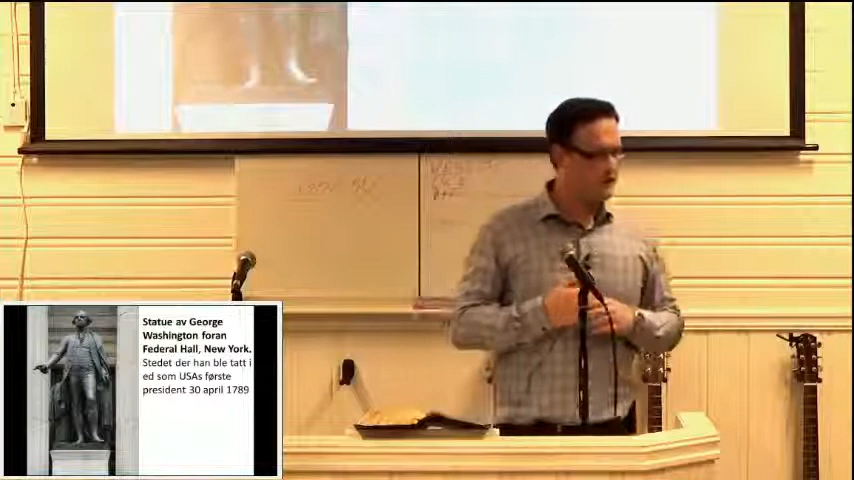 Statue av George
Washington foran
Federal Hall, New York.
Stedet der han ble tatt i
ed som USAs første
president 30 april 1789